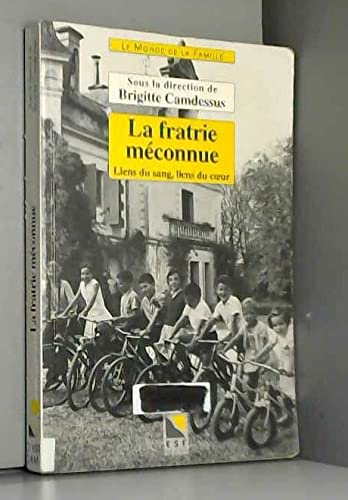 LE MONDE DE LA FAMILLE
Sous la direction de
Brigitte Camdessus
La fratrie
méconnue
Liens du sang, liens du cœur
ESF
La fratrie méconnue